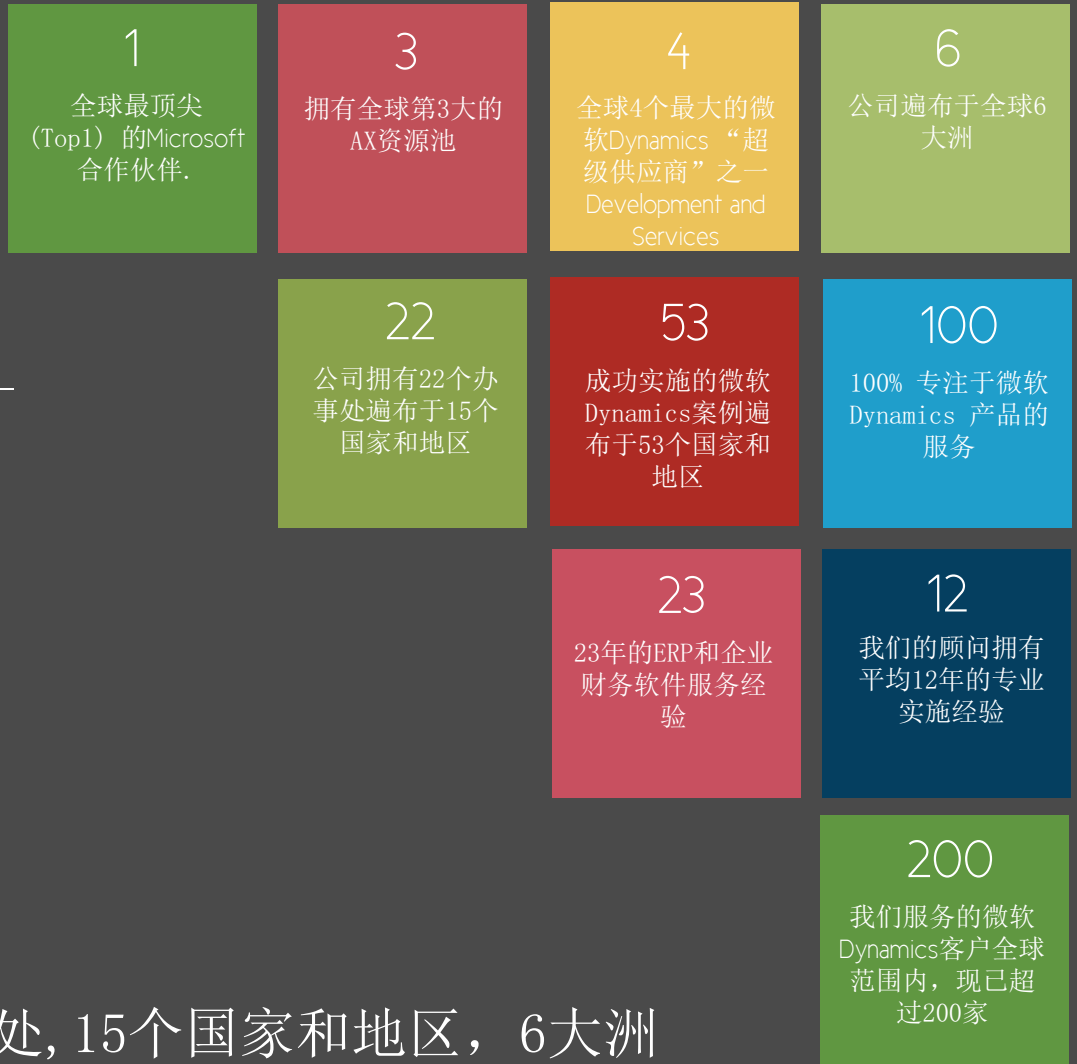 1
全球最顶尖
(Top1) 的Microsoft
合作伙伴.
3
拥有全球第3大的
AX资源池
4
全球4个最大的微
软Dynamics “超
级供应商”之一
Development and
Services
6
公司遍布于全球6
大洲
22
公司拥有22个办
事处遍布于15个
国家和地区
53
成功实施的微软
Dynamics案例遍
布于53个国家和
地区
100
100% 专注于微软
Dynamics 产品的
服务
23
23年的ERP和企业
财务软件服务经
验
12
我们的顾问拥有
平均12年的专业
实施经验
200
我们服务的微软
Dynamics客户全球
范围内，现已超
过200家
处,15个国家和地区，6大洲